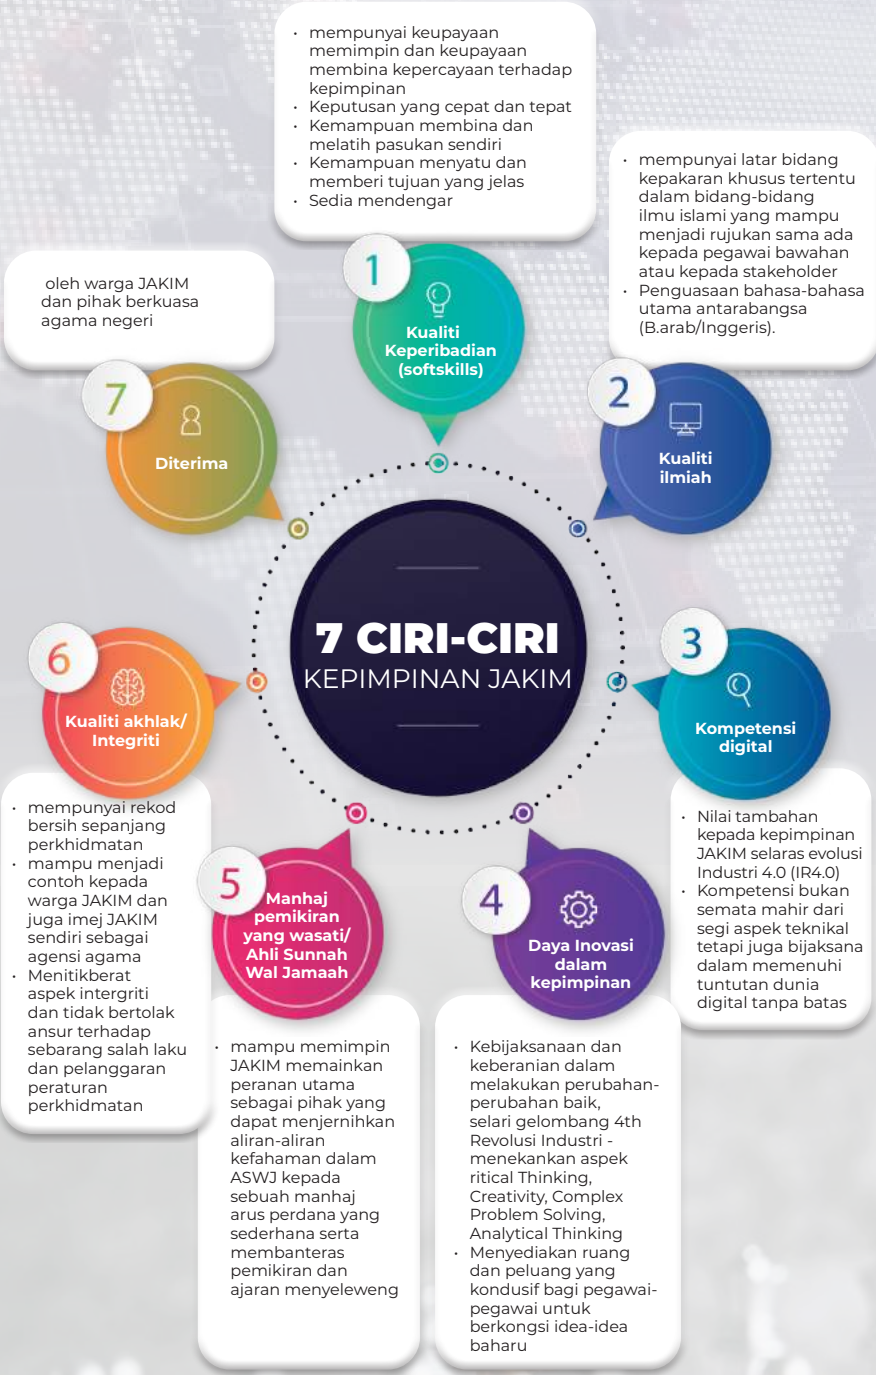 7 CIRI-CIRI
KEPIMPINAN JAKIM
1
Kualiti
Keperibadian
(softskills)
• mempunyai keupayaan
memimpin dan keupayaan
membina kepercayaan terhadap
kepimpinan
• Keputusan yang cepat dan tepat
• Kemampuan membina dan
melatih pasukan sendiri
• Kemampuan menyatu dan
memberi tujuan yang jelas
• Sedia mendengar
2
Kualiti
ilmiah
• mempunyai latar bidang
kepakaran khusus tertentu
dalam bidang-bidang
ilmu islami yang mampu
menjadi rujukan sama ada
kepada pegawai bawahan
atau kepada stakeholder
• Penguasaan bahasa-bahasa
utama antarabangsa
(B.arab/Inggeris).
3
Kompetensi
digital
• Nilai tambahan
kepada kepimpinan
JAKIM selaras evolusi
Industri 4.0 (IR4.0)
• Kompetensi bukan
semata mahir dari
segi aspek teknikal
tetapi juga bijaksana
dalam memenuhi
tuntutan dunia
digital tanpa batas
4
Daya Inovasi
dalam
kepimpinan
• Kebijaksanaan dan
keberanian dalam
melakukan perubahan-
perubahan baik,
selari gelombang 4th
Revolusi Industri -
menekankan aspek
ritical Thinking,
Creativity, Complex
Problem Solving,
Analytical Thinking
• Menyediakan ruang
dan peluang yang
kondusif bagi pegawai-
pegawai untuk
berkongsi idea-idea
baharu
5
Manhaj
pemikiran
yang wasati/
Ahli Sunnah
Wal Jamaah
• mampu memimpin
JAKIM memainkan
peranan utama
sebagai pihak yang
dapat menjernihkan
aliran-aliran
kefahaman dalam
ASWJ kepada
sebuah manhaj
arus perdana yang
sederhana serta
membanteras
pemikiran dan
ajaran menyeleweng
6
Kualiti akhlak/
Integriti
• mempunyai rekod
bersih sepanjang
perkhidmatan
• mampu menjadi
contoh kepada
warga JAKIM dan
juga imej JAKIM
sendiri sebagai
agensi agama
• Menitikberat
aspek intergriti
dan tidak bertolak
ansur terhadap
sebarang salah laku
dan pelanggaran
peraturan
perkhidmatan
7
Diterima
oleh warga JAKIM
dan pihak berkuasa
agama negeri